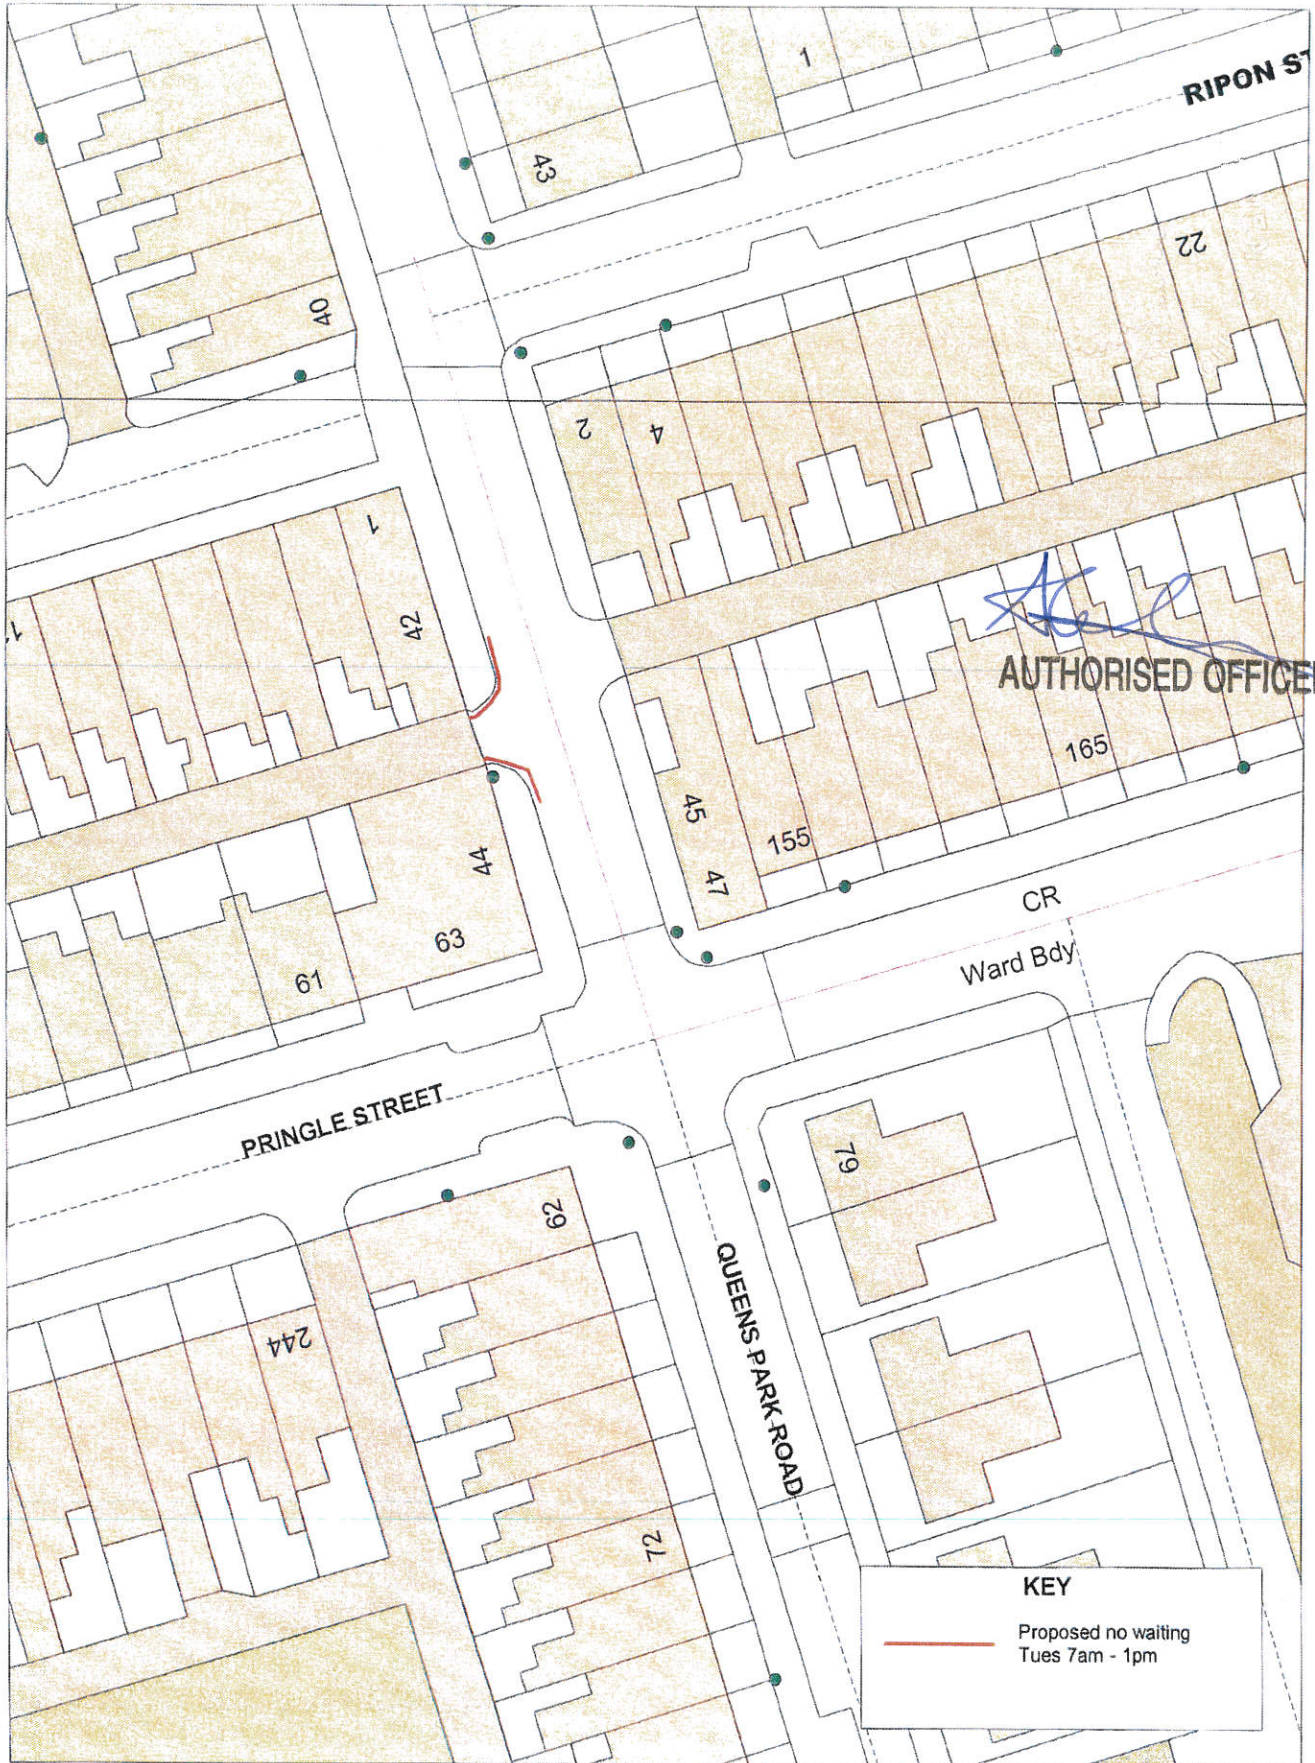 1
RIPON ST
43
22
40
2
4
1
42
AUTHORISED OFFICE
165
45
155
47
44
CR
63
Ward Bdy
61
PRINGLE STREET
79
62
QUEENS PARK ROAD
244
72
KEY
Proposed no waiting
Tues 7am - 1pm